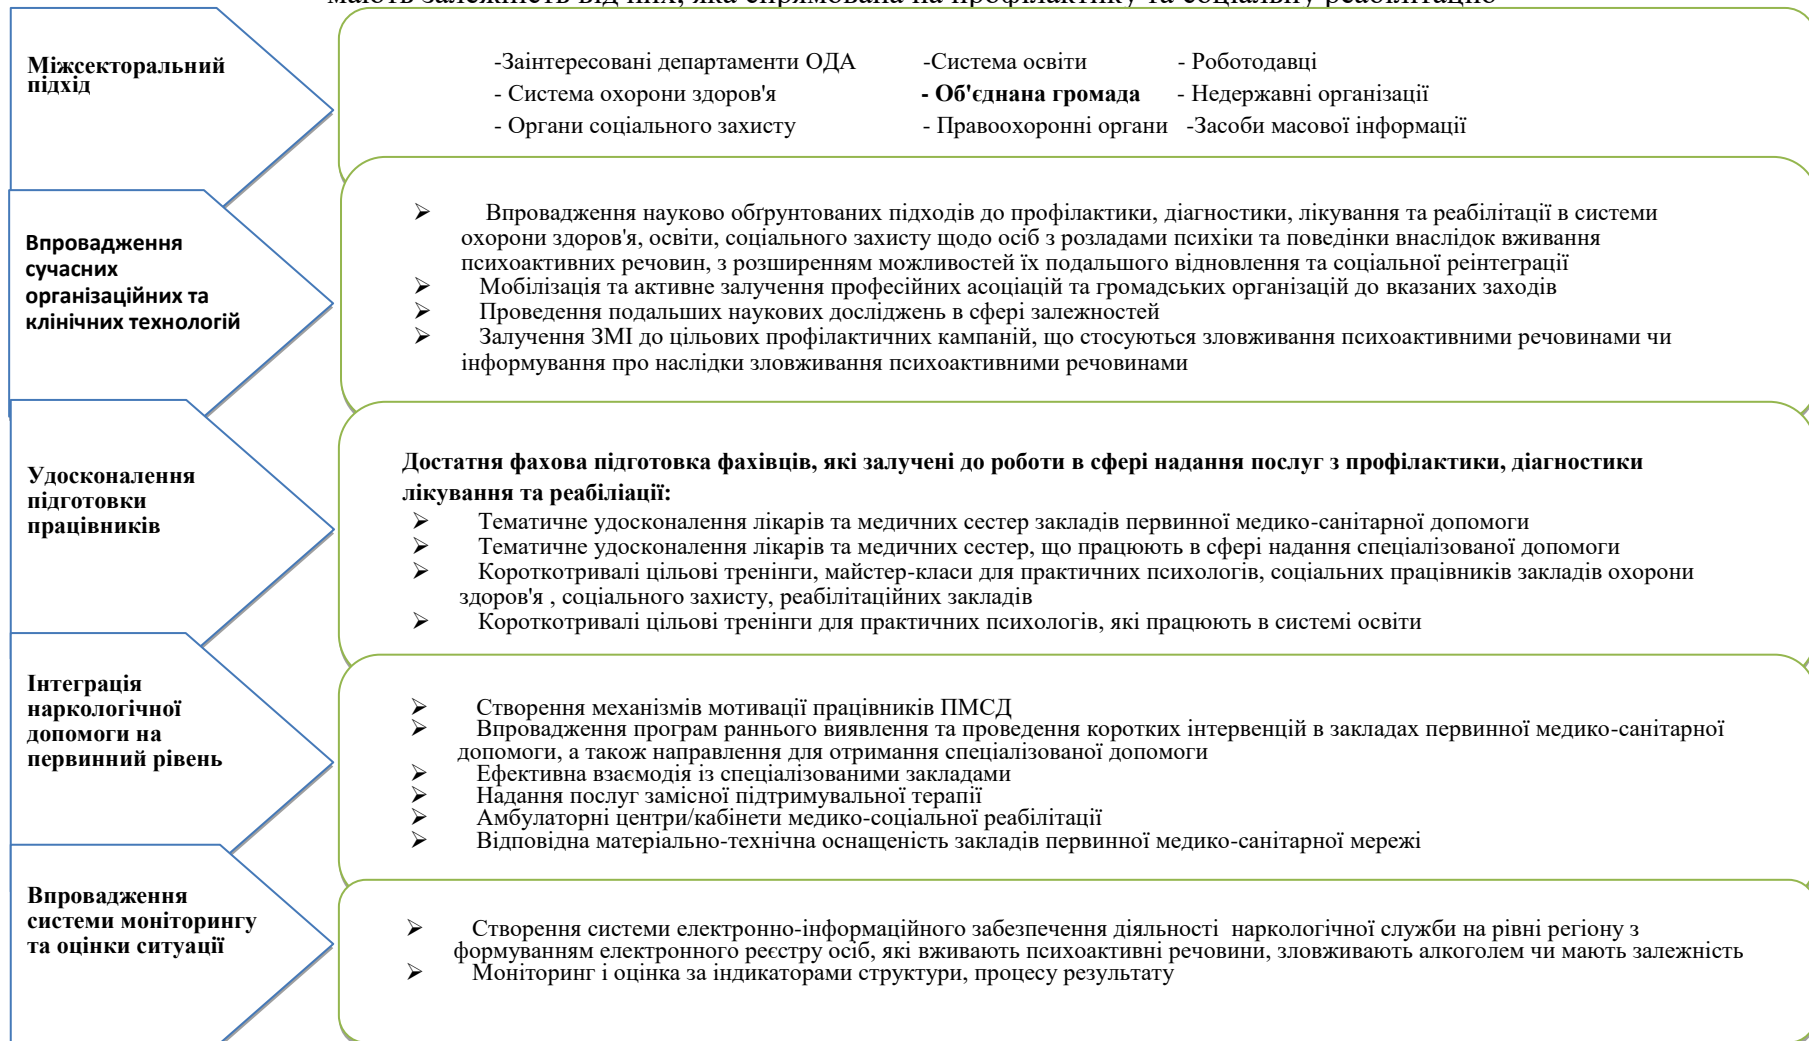 мають залежність від них, яка спрямована на профілактику та соціальну реабілітацію
Міжсекторальний
підхід
-Заінтересовані департаменти ОДА -Система освіти - Роботодавці
- Система охорони здоров'я - Об'єднана громада - Недержавні організації
- Органи соціального захисту - Правоохоронні органи -Засоби масової інформації
Впровадження
сучасних
організаційних та
клінічних технологій
➢ Впровадження науково обґрунтованих підходів до профілактики, діагностики, лікування та реабілітації в системи
охорони здоров'я, освіти, соціального захисту щодо осіб з розладами психіки та поведінки внаслідок вживання
психоактивних речовин, з розширенням можливостей їх подальшого відновлення та соціальної реінтеграції
➢ Мобілізація та активне залучення професійних асоціацій та громадських організацій до вказаних заходів
➢ Проведення подальших наукових досліджень в сфері залежностей
➢ Залучення ЗМІ до цільових профілактичних кампаній, що стосуються зловживання психоактивними речовинами чи
інформування про наслідки зловживання психоактивними речовинами
Удосконалення
підготовки
працівників
Достатня фахова підготовка фахівців, які залучені до роботи в сфері надання послуг з профілактики, діагностики
лікування та реабіліації:
➢ Тематичне удосконалення лікарів та медичних сестер закладів первинної медико-санітарної допомоги
➢ Тематичне удосконалення лікарів та медичних сестер, що працюють в сфері надання спеціалізованої допомоги
➢ Короткотривалі цільові тренінги, майстер-класи для практичних психологів, соціальних працівників закладів охорони
здоров'я , соціального захисту, реабілітаційних закладів
➢ Короткотривалі цільові тренінги для практичних психологів, які працюють в системі освіти
Інтеграція
наркологічної
допомоги на
первинний рівень
➢ Створення механізмів мотивації працівників ПМСД
➢ Впровадження програм раннього виявлення та проведення коротких інтервенцій в закладах первинної медико-санітарної
допомоги, а також направлення для отримання спеціалізованої допомоги
➢ Ефективна взаємодія із спеціалізованими закладами
➢ Надання послуг замісної підтримувальної терапії
➢ Амбулаторні центри/кабінети медико-соціальної реабілітації
➢ Відповідна матеріально-технічна оснащеність закладів первинної медико-санітарної мережі
Впровадження
системи моніторингу
та оцінки ситуації
➢ Створення системи електронно-інформаційного забезпечення діяльності наркологічної служби на рівні регіону з
формуванням електронного реєстру осіб, які вживають психоактивні речовини, зловживають алкоголем чи мають залежність
➢ Моніторинг і оцінка за індикаторами структури, процесу результату